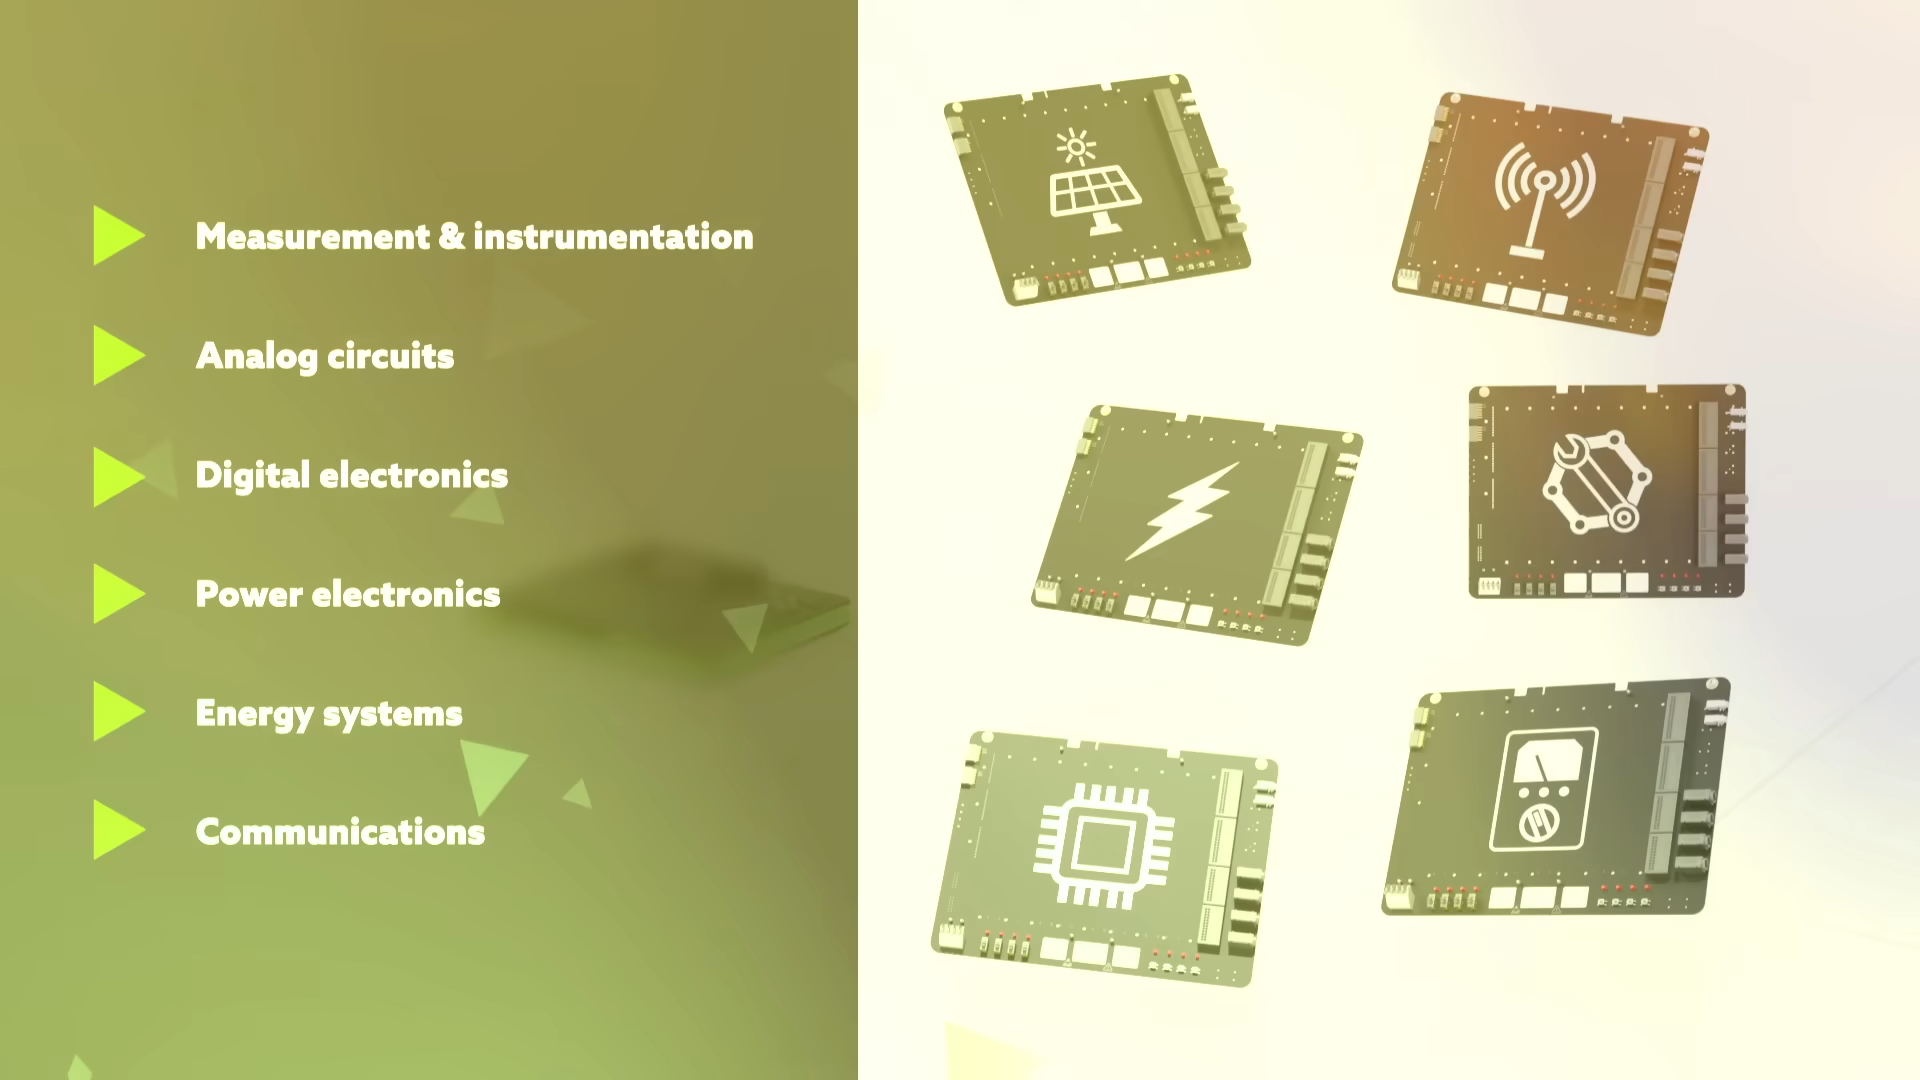 Measurement & instrumentation
Analog circuits
Digital electronics
Power electronics
Energy systems
Communications